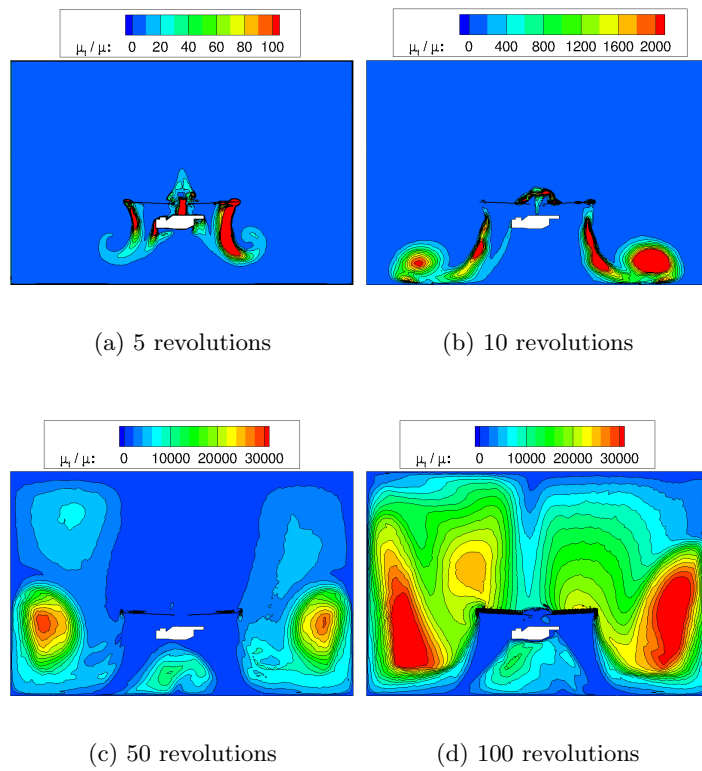 μt / μ: 0 20 40 60 80 100
μt / μ: 0 400 800 1200 1600 2000
(a) 5 revolutions
(b) 10 revolutions
μt / μ: 0 10000 20000 30000
μt / μ: 0 10000 20000 30000
(c) 50 revolutions
(d) 100 revolutions